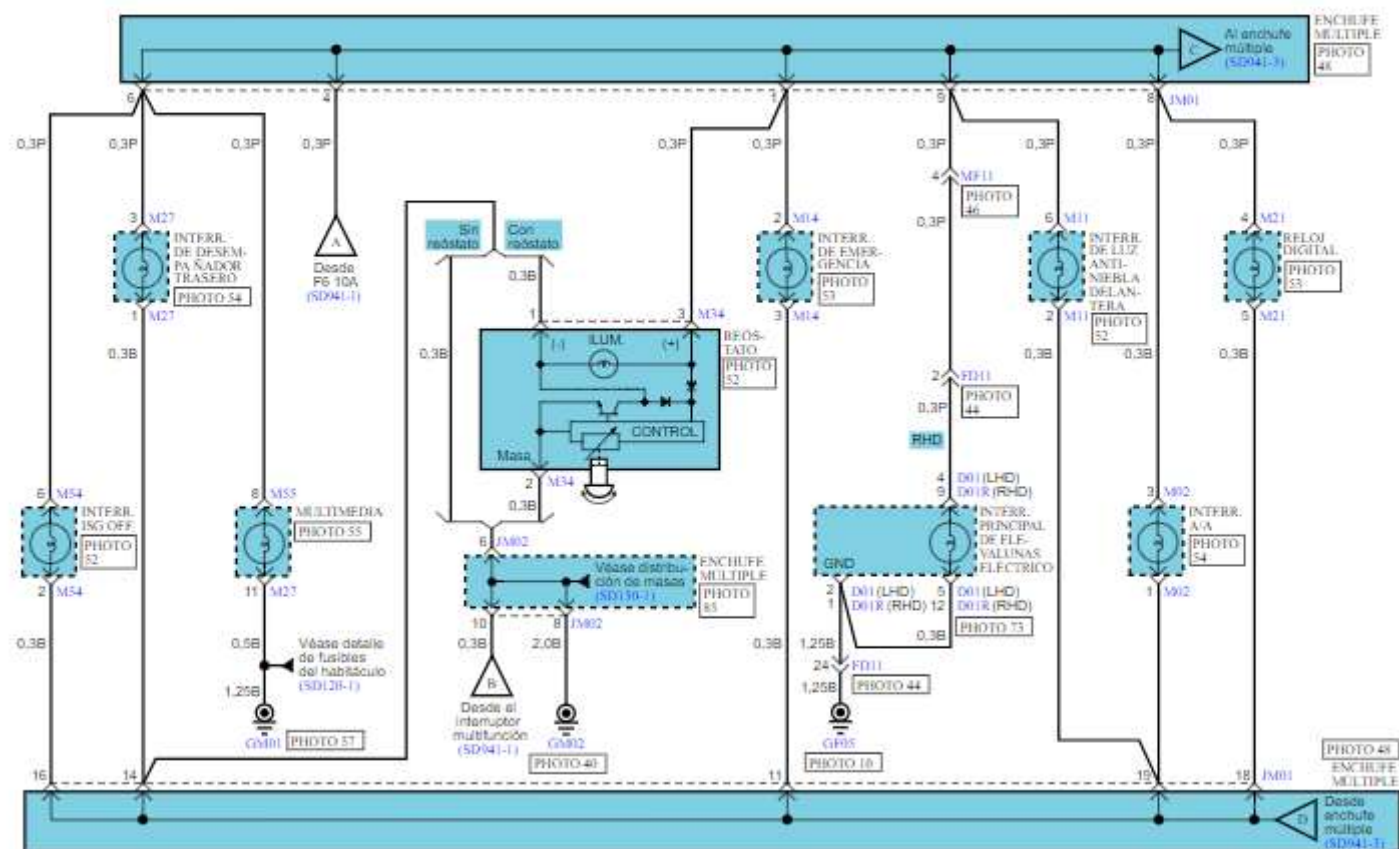 Al enchufe
múltiple
(SD941-3)
C
ENCHUFE
MULTIPLE
PHOTO
48
6
4
1
9
8
JM01
0,3P
0,3P
0,3P
0,3P
0,3P
0,3P
0,3P
0,3P
0,3P
0,3P
4
MF11
PHOTO
46
0,3P
3
M27
INTERR.
DE DESEM-
PA ÑADOR
TRASERO
PHOTO 54
1
M27
0,3B
A
Desde
F6 10A
(SD941-1)
Sin
reóstato
Con
reóstato
0,3B
0,3B
2
M14
INTERR.
DE EMER-
GENCIA
PHOTO
53
3
M14
6
M11
INTERR.
DE LUZ
ANTI-
NIEBLA
DELAN-
TERA
PHOTO
52
2
M11
0,3B
0,3B
4
M21
RELOJ
DIGITAL
PHOTO
53
5
M21
0,3B
1
3
M34
(-)
ILUM.
(+)
REÓS-
TATO
PHOTO
52
CONTROL
Masa
2
M34
0,3B
2
FD11
PHOTO
44
0,3P
RHD
4
D01(LHD)
9
D01R(RHD)
INTERR.
PRINCIPAL
DE ELE-
VALUNAS
ELÉCTRICO
GND
2
D01(LHD)
1
D01R(RHD)
5
D01(LHD)
12
D01R(RHD)
PHOTO 73
0,3B
1,25B
24
FD11
PHOTO 44
1,25B
GF05
PHOTO 10
6
M54
INTERR.
ISG OFF
PHOTO
52
2
M54
0,3B
8
M55
MULTIMEDIA
PHOTO 55
11
M27
0,5B
Véase detalle
de fusibles
del habitáculo
(SD120-1)
1,25B
GM01
PHOTO 57
6
JM02
Véase distribu-
ción de masas
(SD130-1)
ENCHUFE
MULTIPLE
PHOTO
85
10
8
JM02
0,3B
2,0B
B
Desde el
interruptor
multifunción
(SD941-1)
GM02
PHOTO 40
0,3B
3
M02
INTERR.
A/A
PHOTO
54
1
M02
16
14
11
19
18
JM01
PHOTO 48
ENCHUFE
MULTIPLE
D
Desde
enchufe
múltiple
(SD941-3)